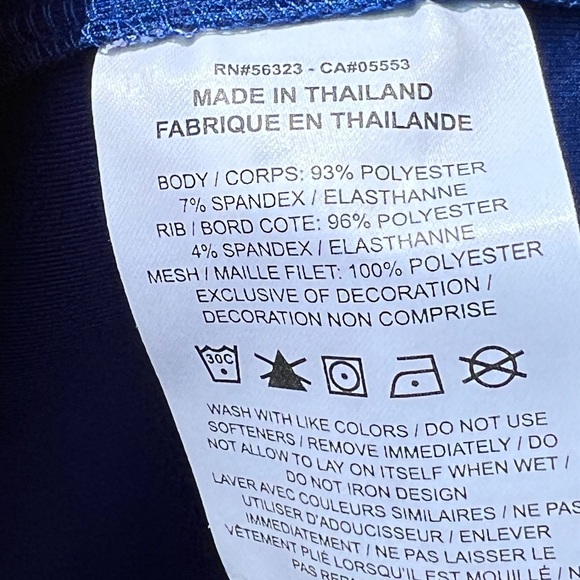 RN#56323 - CA#05553
MADE IN THAILAND
FABRIQUE EN THAILANDE
BODY / CORPS: 93% POLYESTER
7% SPANDEX / ELASTHANNE
RIB / BORD COTE: 96% POLYESTER
4% SPANDEX / ELASTHANNE
MESH / MAILLE FILET: 100% POLYESTER
EXCLUSIVE OF DECORATION /
DECORATION NON COMPRISE
30C
WASH WITH LIKE COLORS / DO NOT USE
SOFTENERS / REMOVE IMMEDIATELY / DO
NOT ALLOW TO LAY ON ITSELF WHEN WET /
DO NOT IRON DESIGN
LAVER AVEC COULEURS SIMILAIRES / NE PAS
UTILISER D'ADOUCISSEUR / ENLEVER
IMMEDIATEMENT / NE PAS LAISSER LE
VÊTEMENT PLIÉ LORSQU'IL EST MOUILLÉ / N
PAS